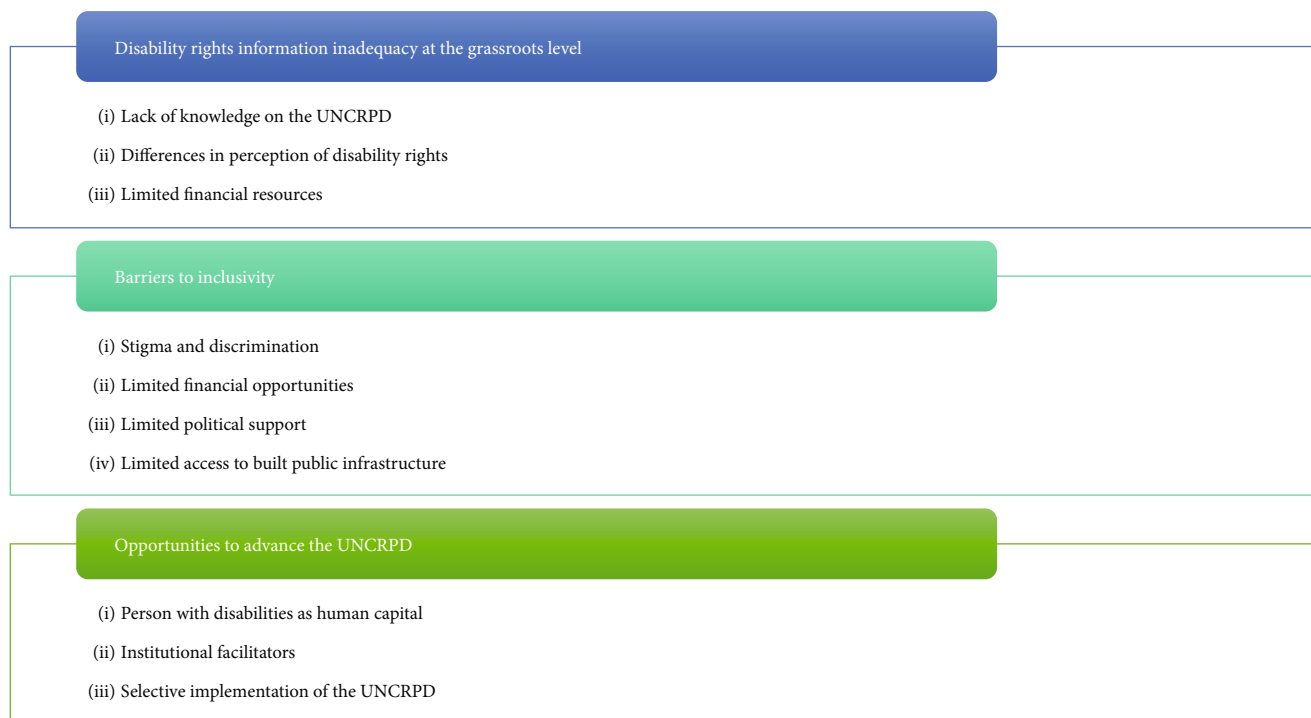 Disability rights information inadequacy at the grassroots level
(i) Lack of knowledge on the UNCRPD
(ii) Differences in perception of disability rights
(iii) Limited financial resources
Barriers to inclusivity
(i) Stigma and discrimination
(ii) Limited financial opportunities
(iii) Limited political support
(iv) Limited access to built public infrastructure
Opportunities to advance the UNCRPD
(i) Person with disabilities as human capital
(ii) Institutional facilitators
(iii) Selective implementation of the UNCRPD